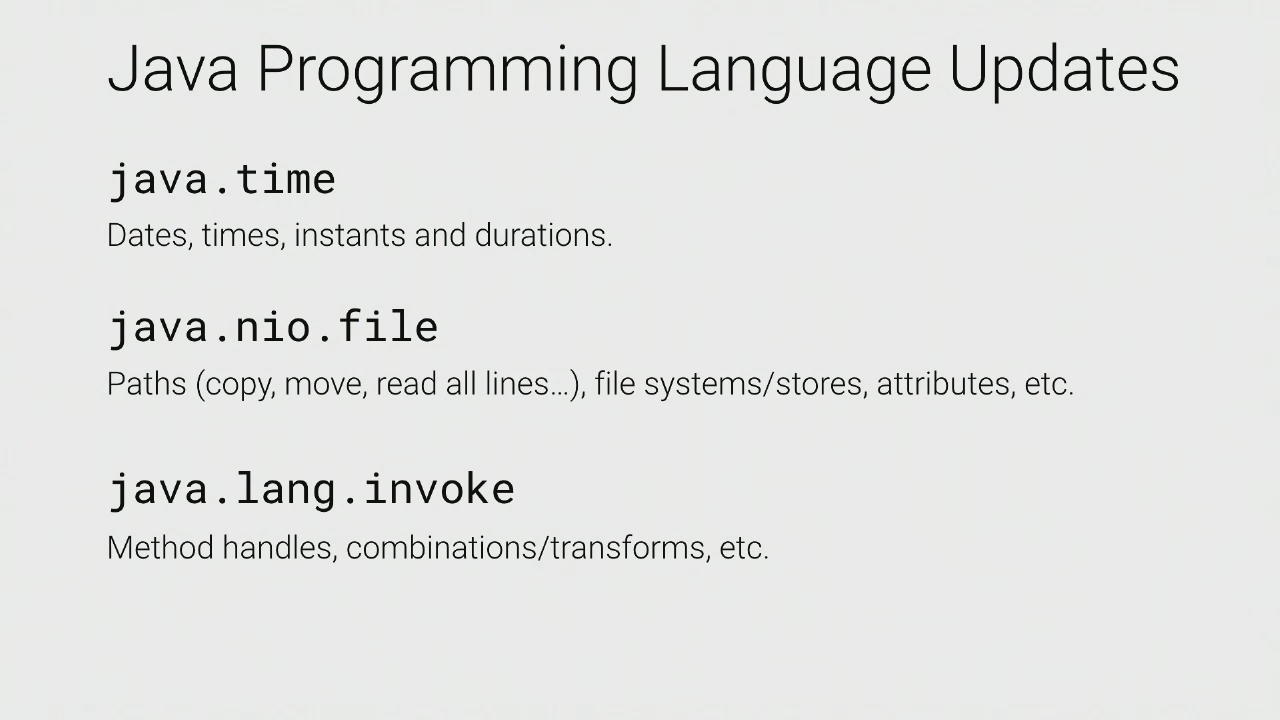 Java Programming Language Updates
java.time
Dates, times, instants and durations.
java.nio.file
Paths (copy, move, read all lines…), file systems/stores, attributes, etc.
java.lang.invoke
Method handles, combinations/transforms, etc.